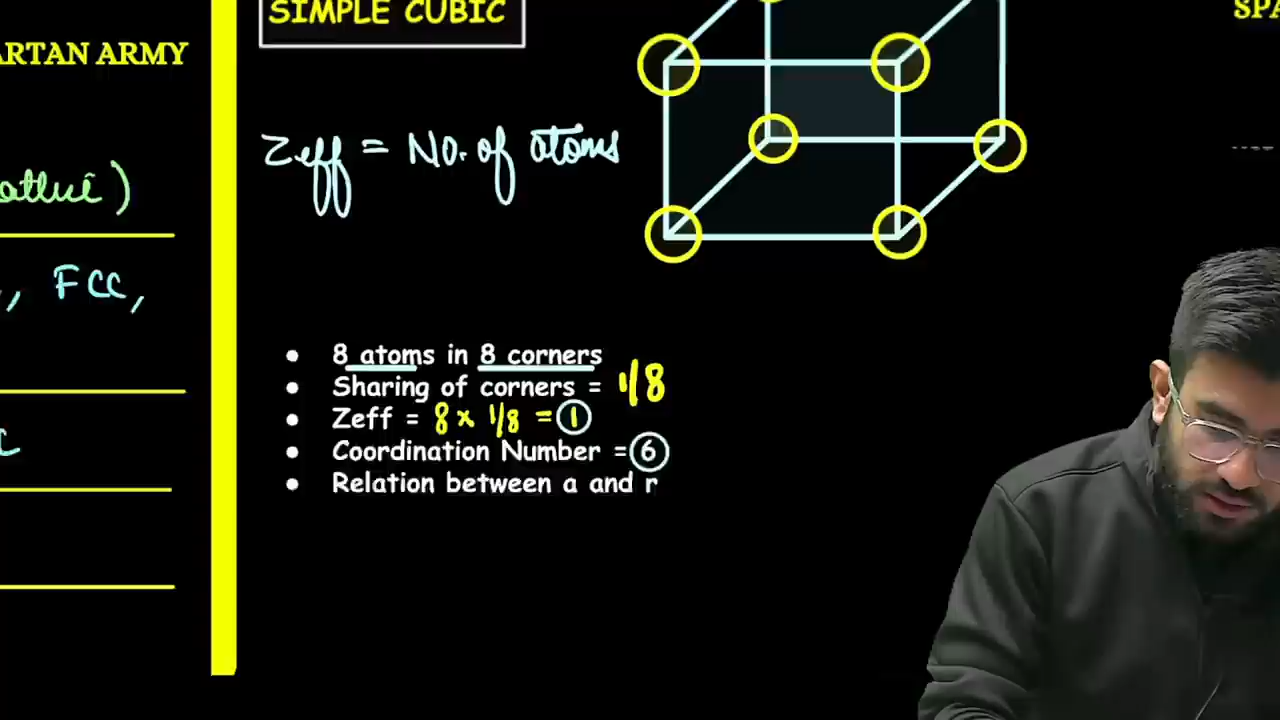 SIMPLE CUBIC
SPA
ARTAN ARMY
Zeff = No. of atoms
, FCC,
• 8 atoms in 8 corners
• Sharing of corners = 1/8
• Zeff = 8 × 1/8 = 1
• Coordination Number = 6
• Relation between a and r
C